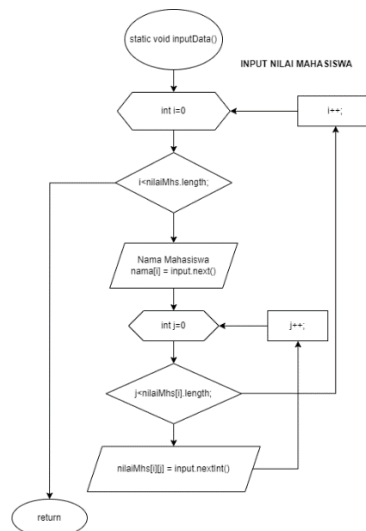 static void inputData()
INPUT NILAI MAHASISWA
int i=0
i++;
i<nilaiMhs.length;
Nama Mahasiswa
nama[i] = input.next()
int j=0
j++;
j<nilaiMhs[i].length;
nilaiMhs[i][j] = input.nextInt()
return